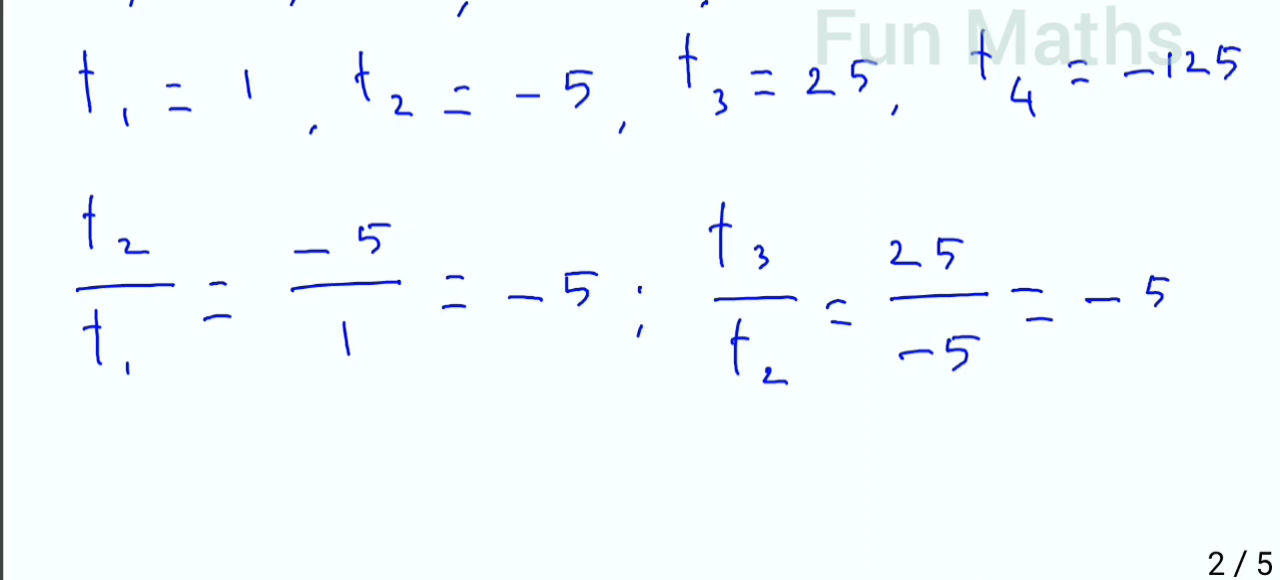 Fun Maths
t₁ = 1, t₂ = -5, t₃ = 25, t₄ = -125
t₂/t₁ = -5/1 = -5; t₃/t₂ = 25/-5 = -5
2/5